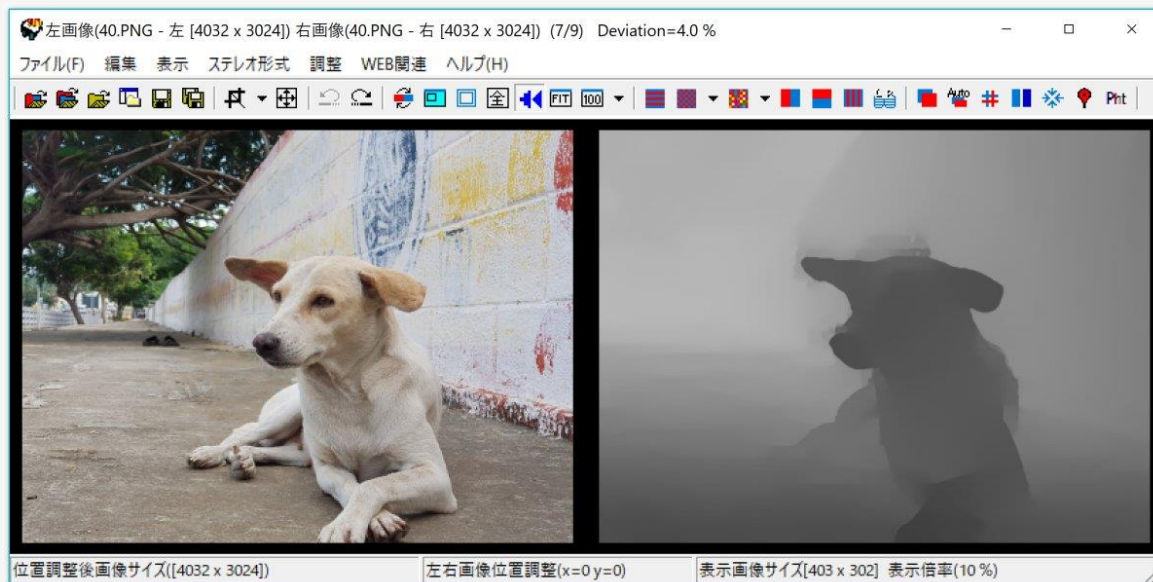 左画像(40.PNG - 左 [4032 x 3024]) 右画像(40.PNG - 右 [4032 x 3024]) (7/9) Deviation=4.0 %
ファイル(F) 編集 表示 ステレオ形式 調整 WEB関連 ヘルプ(H)
全 FIT 100 Auto Pht
位置調整後画像サイズ([4032 x 3024]) 左右画像位置調整(x=0 y=0) 表示画像サイズ[403 x 302] 表示倍率(10 %)